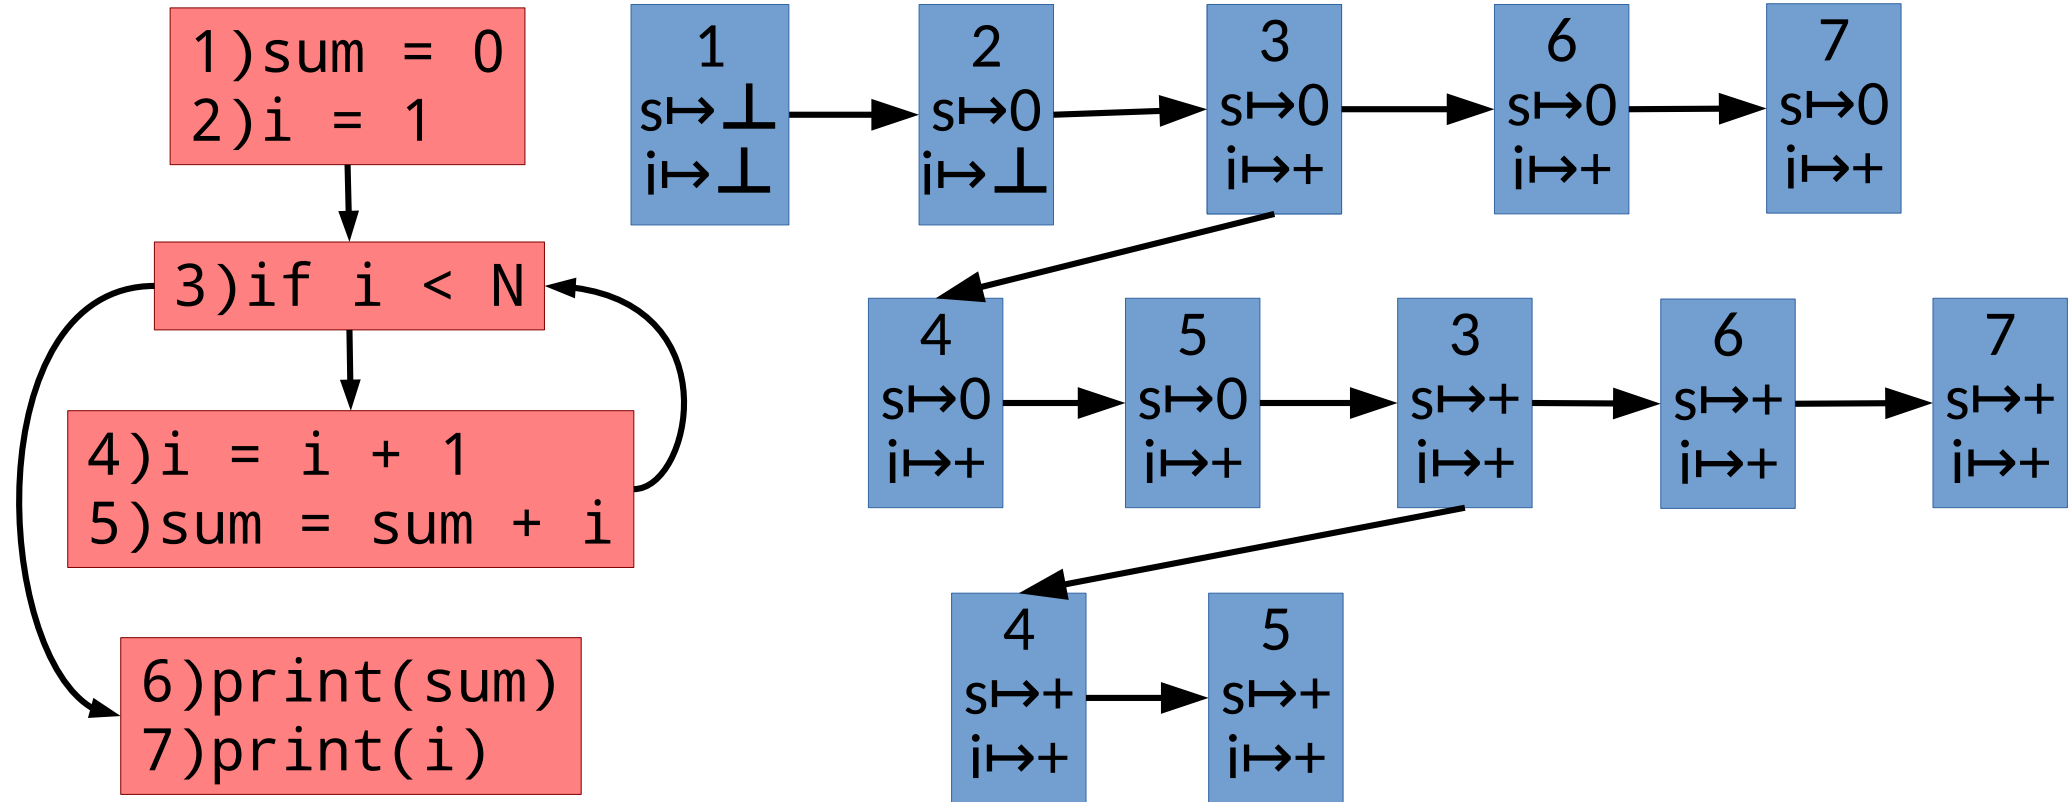 1)sum = 0
2)i = 1
3)if i < N
4)i = i + 1
5)sum = sum + i
6)print(sum)
7)print(i)
1
s↦⊥
i↦⊥
2
s↦0
i↦⊥
3
s↦0
i↦+
6
s↦0
i↦+
7
s↦0
i↦+
4
s↦0
i↦+
5
s↦0
i↦+
3
s↦+
i↦+
6
s↦+
i↦+
7
s↦+
i↦+
4
s↦+
i↦+
5
s↦+
i↦+